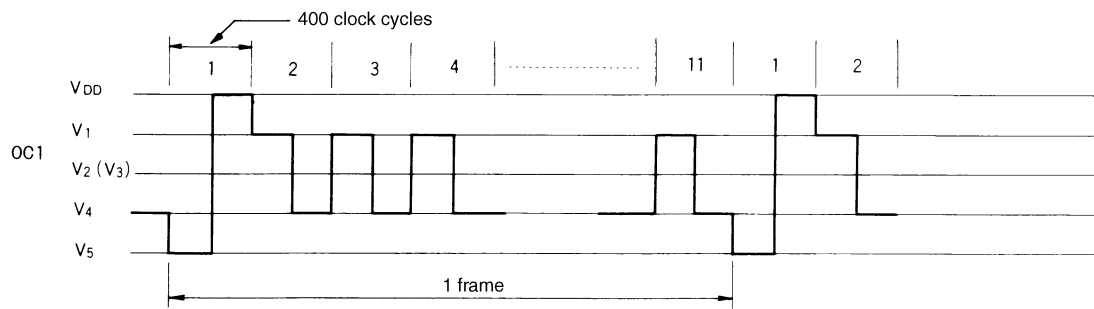 400 clock cycles
1 2 3 4 11 1 2
VDD
V1
OC1
V2 (V3)
V4
V5
1 frame